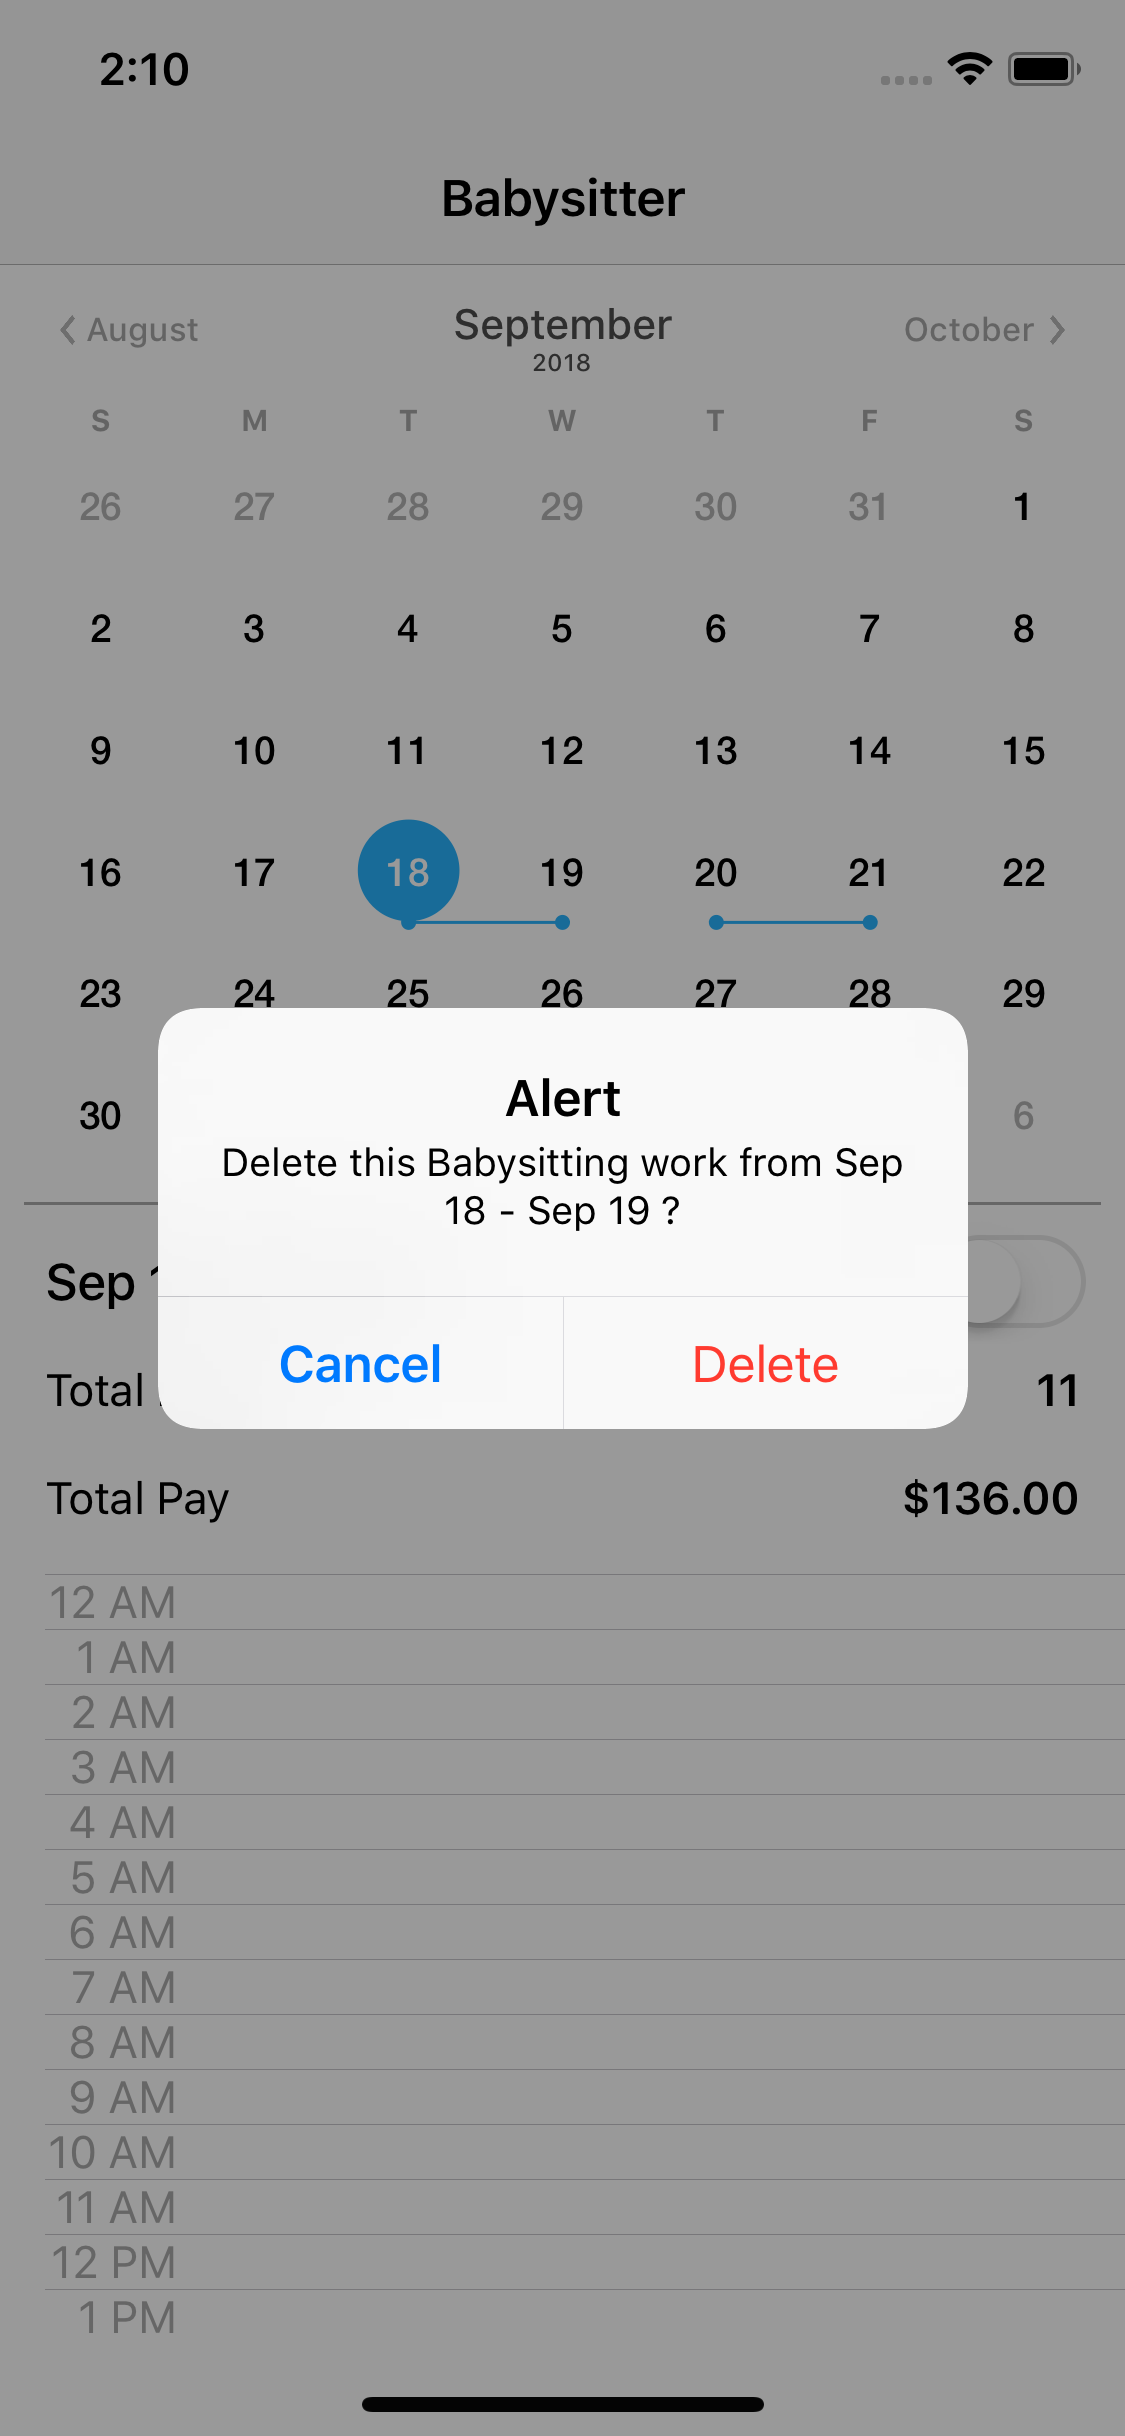 2:10
Babysitter
August September October
2018
S M T W T F S
26 27 28 29 30 31 1
2 3 4 5 6 7 8
9 10 11 12 13 14 15
16 17 18 19 20 21 22
23 24 25 26 27 28 29
30 6
Alert
Delete this Babysitting work from Sep
18 - Sep 19 ?
Sep
Cancel Delete
Total 11
Total Pay $136.00
12 AM
1 AM
2 AM
3 AM
4 AM
5 AM
6 AM
7 AM
8 AM
9 AM
10 AM
11 AM
12 PM
1 PM